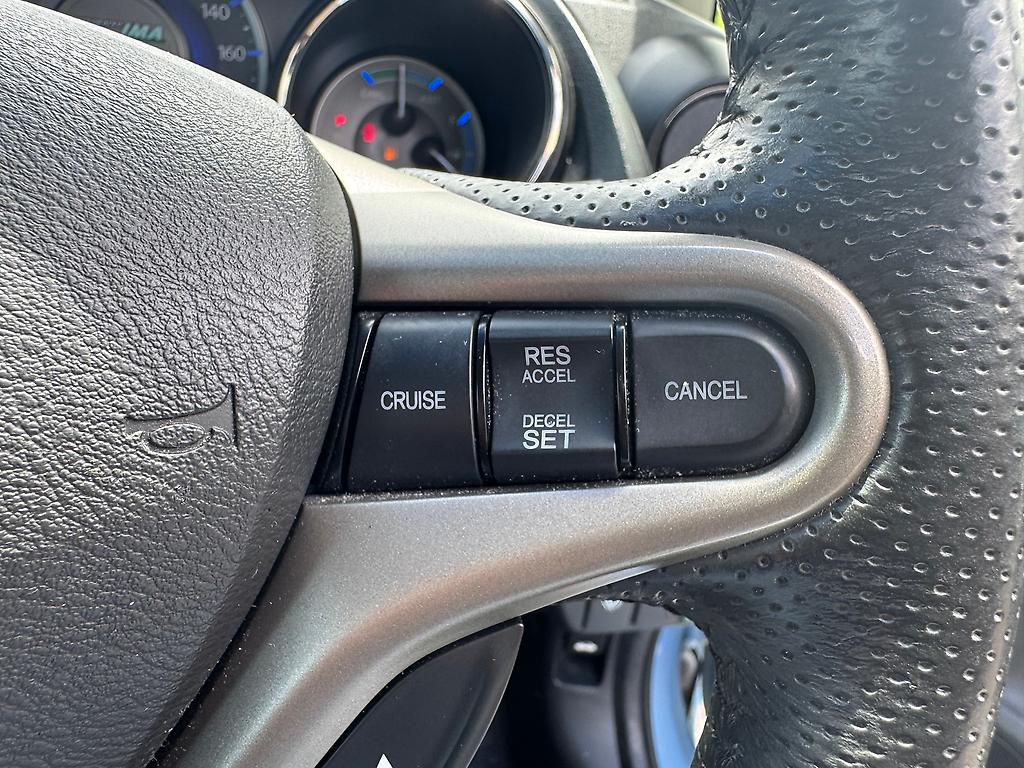 140
IMA
160
CRUISE
RES
ACCEL
DECEL
SET
CANCEL